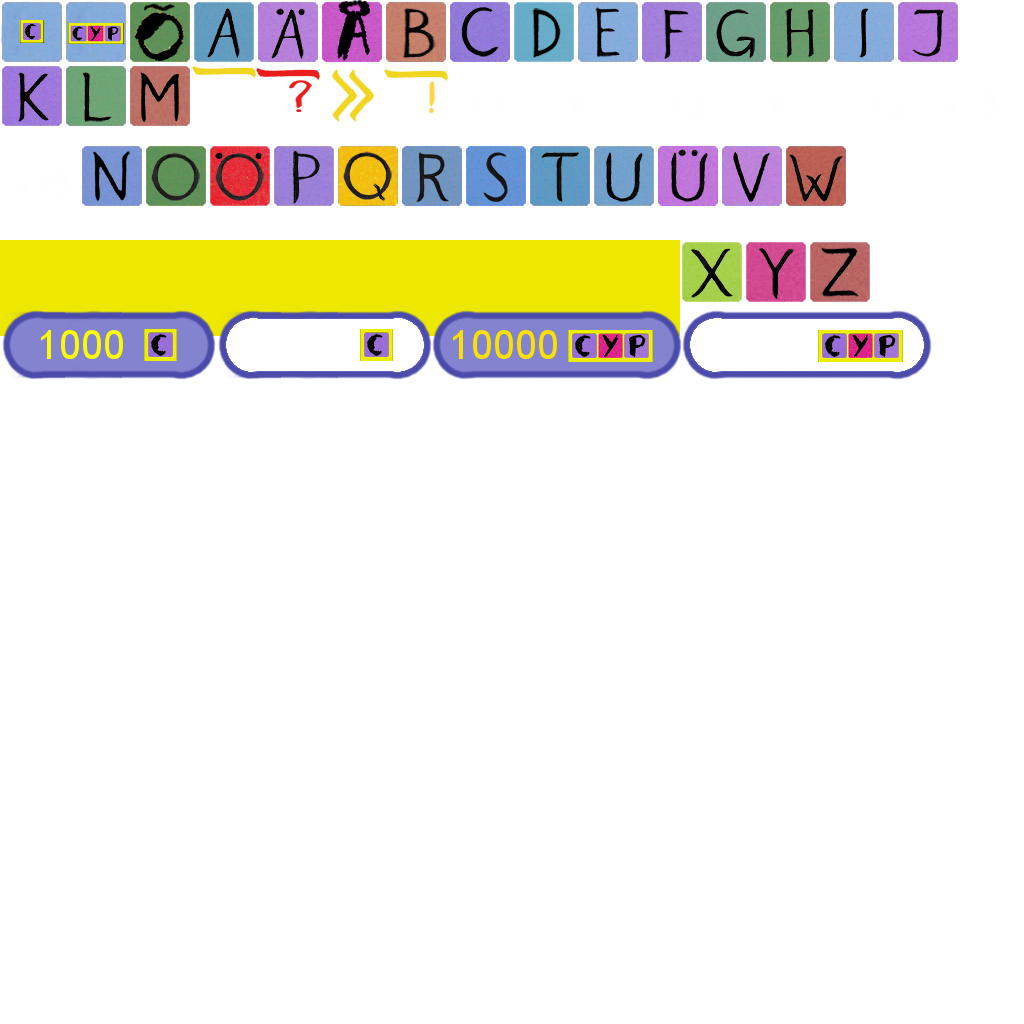 C CYP Õ A Ä Å B C D E F G H I J
K L M ? » !
N O Ö P Q R S T U Ü V W
X Y Z
1000 C C 10000 CYP CYP